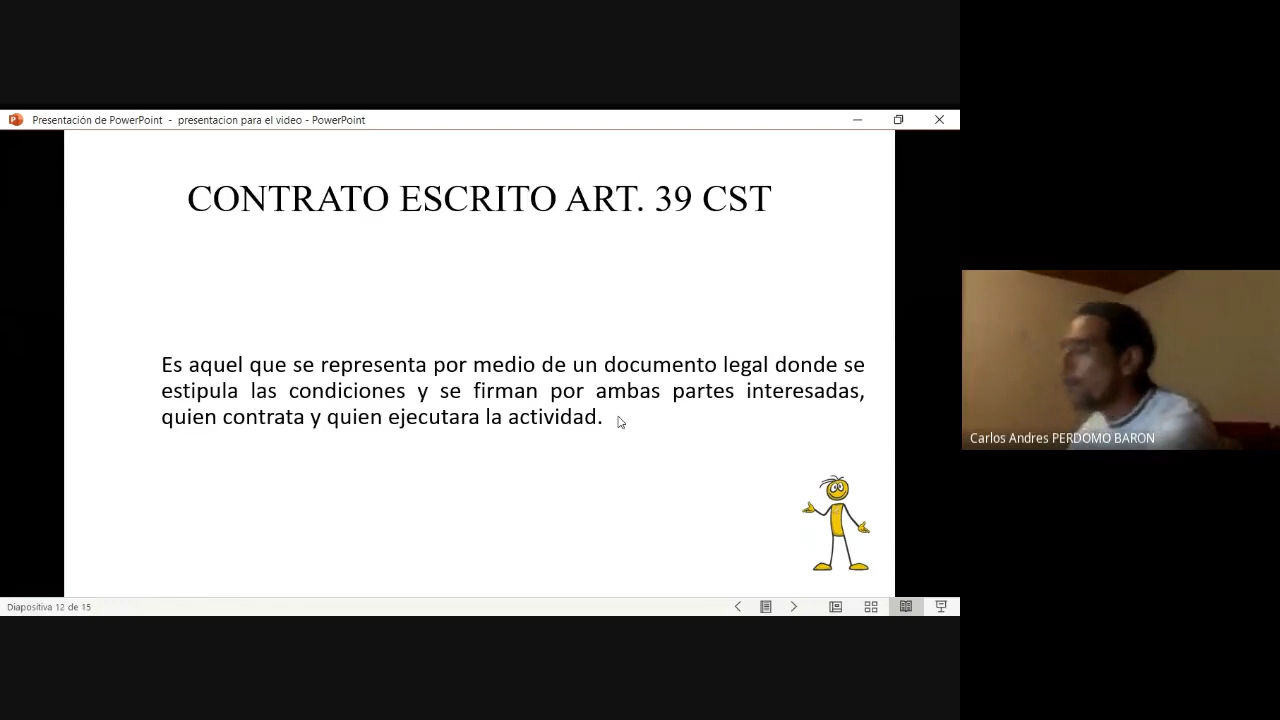 Presentación de PowerPoint - presentacion para el video - PowerPoint
CONTRATO ESCRITO ART. 39 CST
Es aquel que se representa por medio de un documento legal donde se
estipula las condiciones y se firman por ambas partes interesadas,
quien contrata y quien ejecutara la actividad.
Carlos Andres PERDOMO BARON
Diapositiva 12 de 15